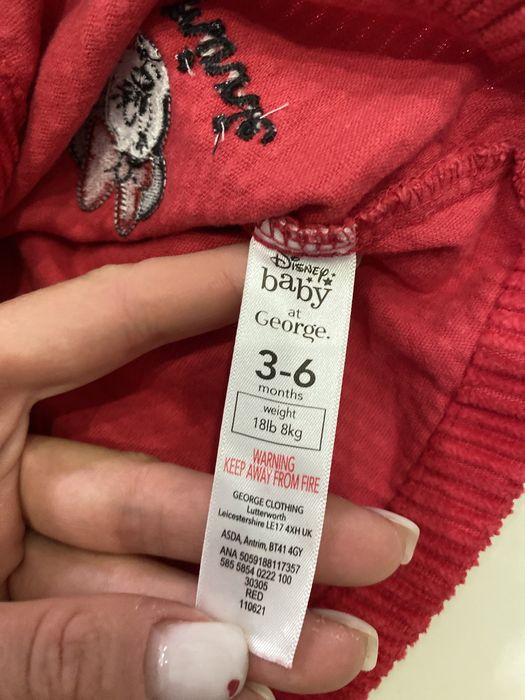 Disney
baby
at
George.
3-6
months
weight
18lb 8kg
WARNING
KEEP AWAY FROM FIRE
GEORGE CLOTHING
Lutterworth
Leicestershire LE17 4XH UK
ASDA, Antrim, BT41 4GY
ANA 5059188117357
585 5854 0222 100
30305
RED
110621